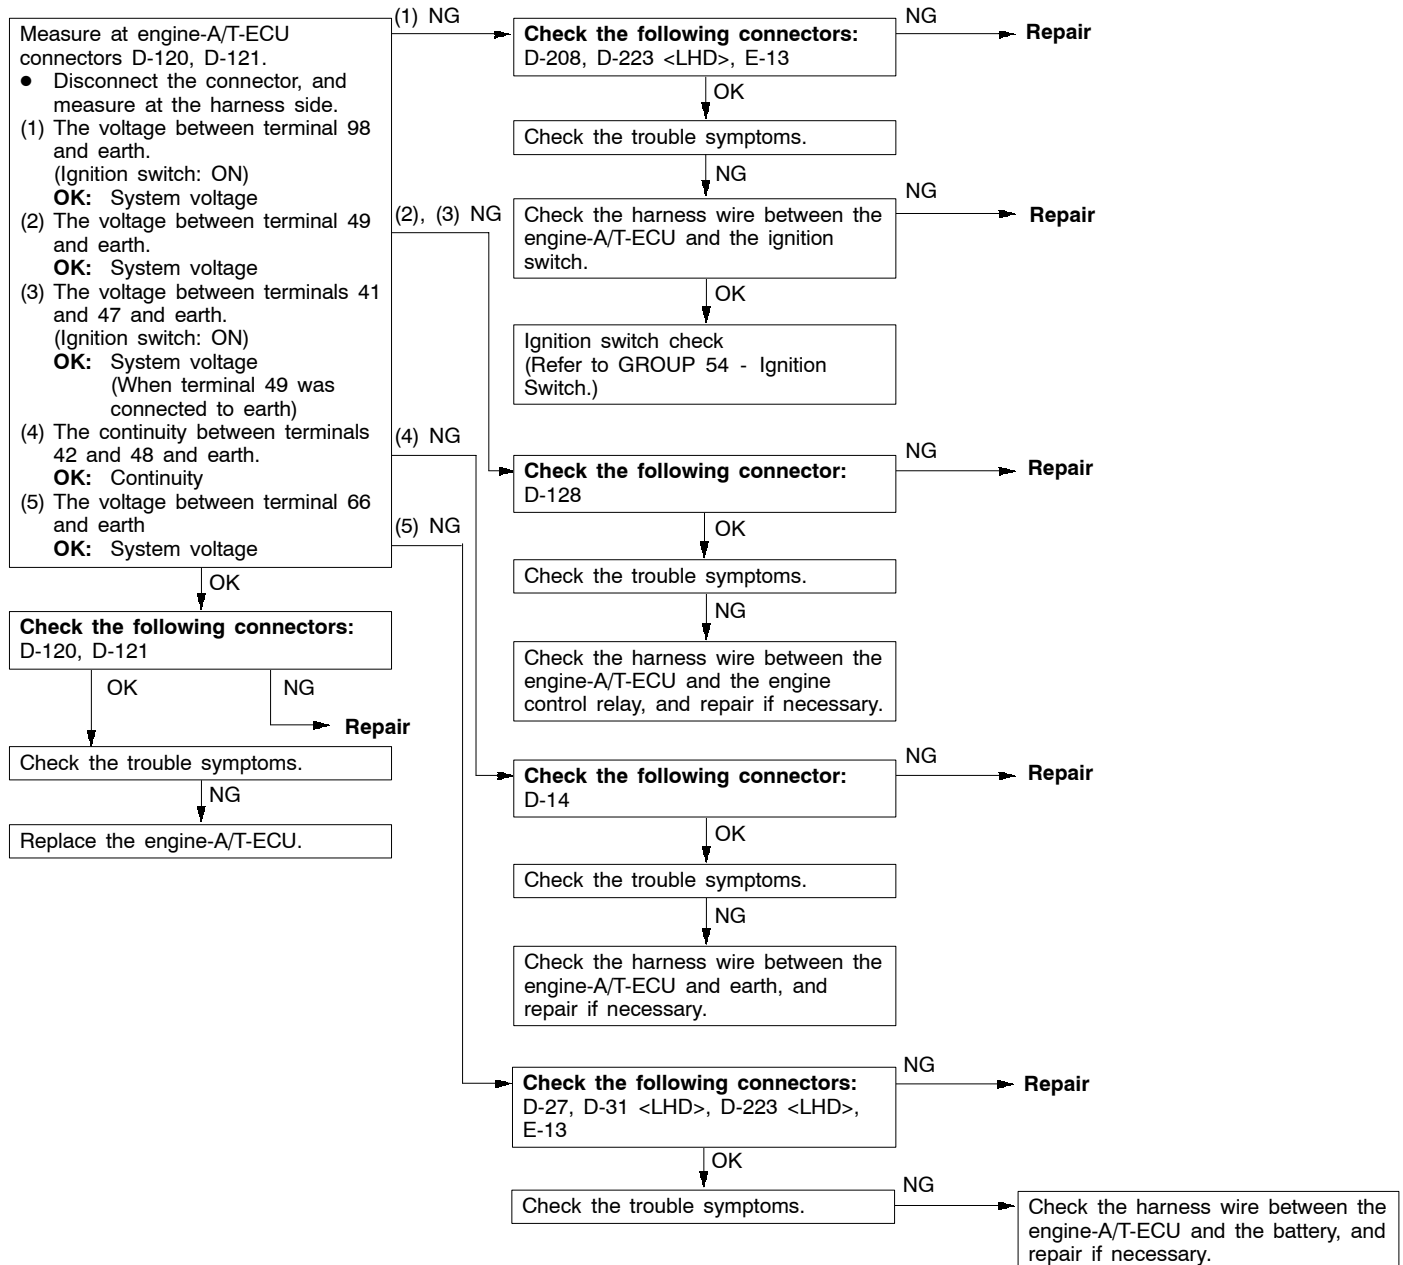 Measure at engine-A/T-ECU
connectors D-120, D-121.
● Disconnect the connector, and
measure at the harness side.
(1) The voltage between terminal 98
and earth.
(Ignition switch: ON)
OK: System voltage
(2) The voltage between terminal 49
and earth.
OK: System voltage
(3) The voltage between terminals 41
and 47 and earth.
(Ignition switch: ON)
OK: System voltage
(When terminal 49 was
connected to earth)
(4) The continuity between terminals
42 and 48 and earth.
OK: Continuity
(5) The voltage between terminal 66
and earth
OK: System voltage
OK
Check the following connectors:
D-120, D-121
OK
NG
Repair
Check the trouble symptoms.
NG
Replace the engine-A/T-ECU.
(1) NG
Check the following connectors:
D-208, D-223 <LHD>, E-13
NG
Repair
OK
Check the trouble symptoms.
NG
Check the harness wire between the
engine-A/T-ECU and the ignition
switch.
NG
Repair
OK
Ignition switch check
(Refer to GROUP 54 - Ignition
Switch.)
(2), (3) NG
Check the following connector:
D-128
NG
Repair
OK
Check the trouble symptoms.
NG
Check the harness wire between the
engine-A/T-ECU and the engine
control relay, and repair if necessary.
(4) NG
Check the following connector:
D-14
NG
Repair
OK
Check the trouble symptoms.
NG
Check the harness wire between the
engine-A/T-ECU and earth, and
repair if necessary.
(5) NG
Check the following connectors:
D-27, D-31 <LHD>, D-223 <LHD>,
E-13
NG
Repair
OK
Check the trouble symptoms.
NG
Check the harness wire between the
engine-A/T-ECU and the battery, and
repair if necessary.